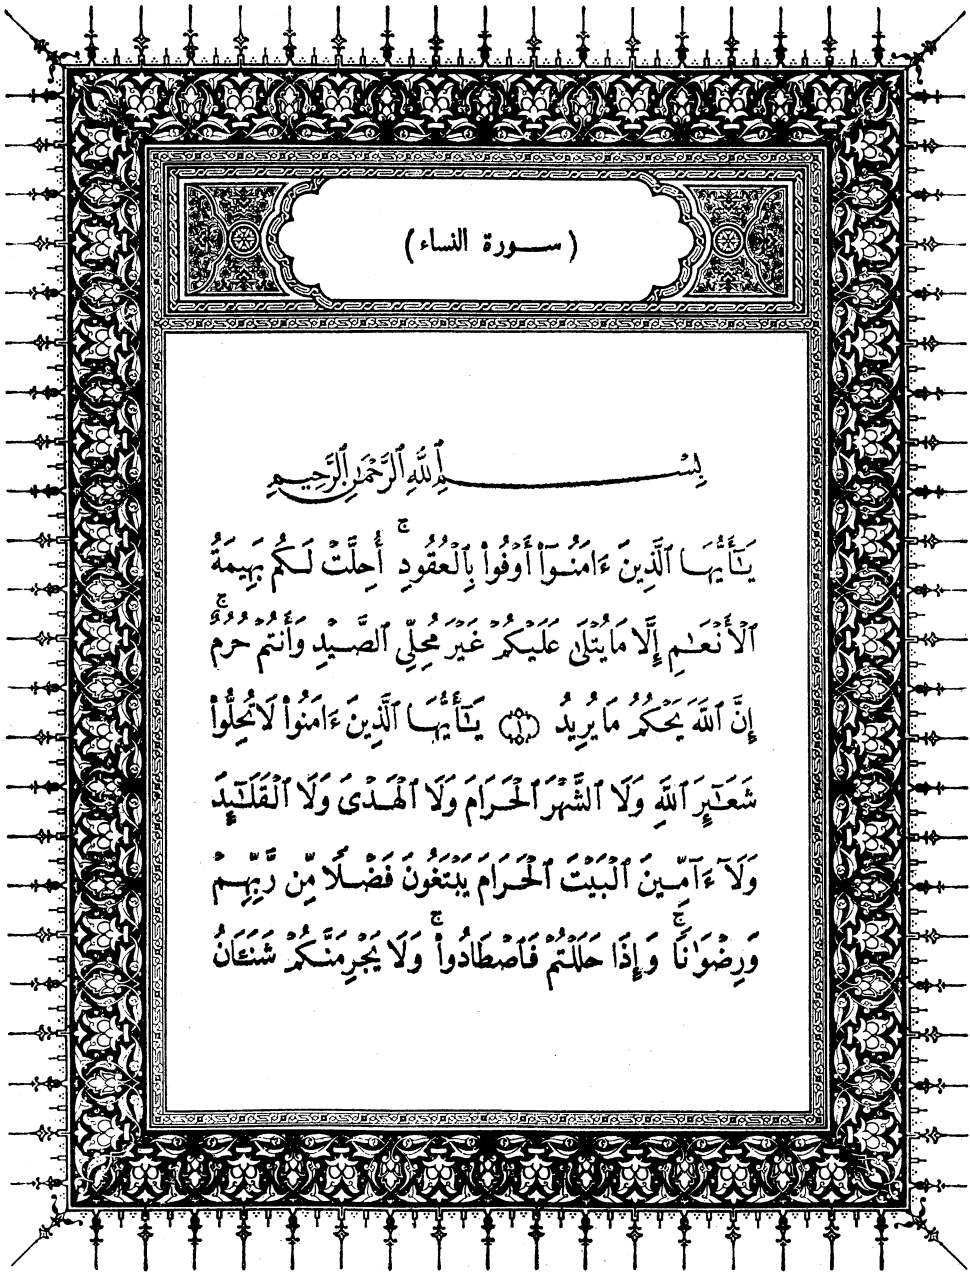 ( سورة النساء )
بِسْمِ ٱللَّهِ ٱلرَّحْمَٰنِ ٱلرَّحِيمِ
يَٰٓأَيُّهَا ٱلَّذِينَ ءَامَنُوٓا۟ أَوْفُوا۟ بِٱلْعُقُودِ ۚ أُحِلَّتْ لَكُم بَهِيمَةُ
ٱلْأَنْعَٰمِ إِلَّا مَا يُتْلَىٰ عَلَيْكُمْ غَيْرَ مُحِلِّى ٱلصَّيْدِ وَأَنتُمْ حُرُمٌ ۗ
إِنَّ ٱللَّهَ يَحْكُمُ مَا يُرِيدُ ﴿١﴾ يَٰٓأَيُّهَا ٱلَّذِينَ ءَامَنُوا۟ لَا تُحِلُّوا۟
شَعَٰٓئِرَ ٱللَّهِ وَلَا ٱلشَّهْرَ ٱلْحَرَامَ وَلَا ٱلْهَدْىَ وَلَا ٱلْقَلَٰٓئِدَ
وَلَآ ءَآمِّينَ ٱلْبَيْتَ ٱلْحَرَامَ يَبْتَغُونَ فَضْلًا مِّن رَّبِّهِمْ
وَرِضْوَٰنًا ۚ وَإِذَا حَلَلْتُمْ فَٱصْطَادُوا۟ ۚ وَلَا يَجْرِمَنَّكُمْ شَنَـَٔانُ